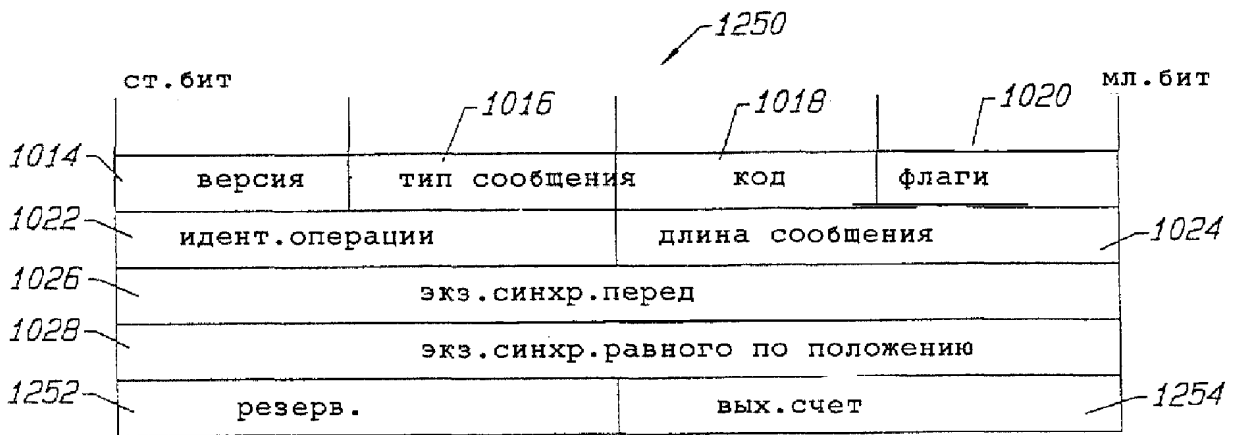 1250
ст.бит мл.бит
1016 1018 1020
1014 версия тип сообщения код флаги
1022 идент.операции длина сообщения 1024
1026 экз.синхр.перед
1028 экз.синхр.равного по положению
1252 резерв. вых.счет 1254